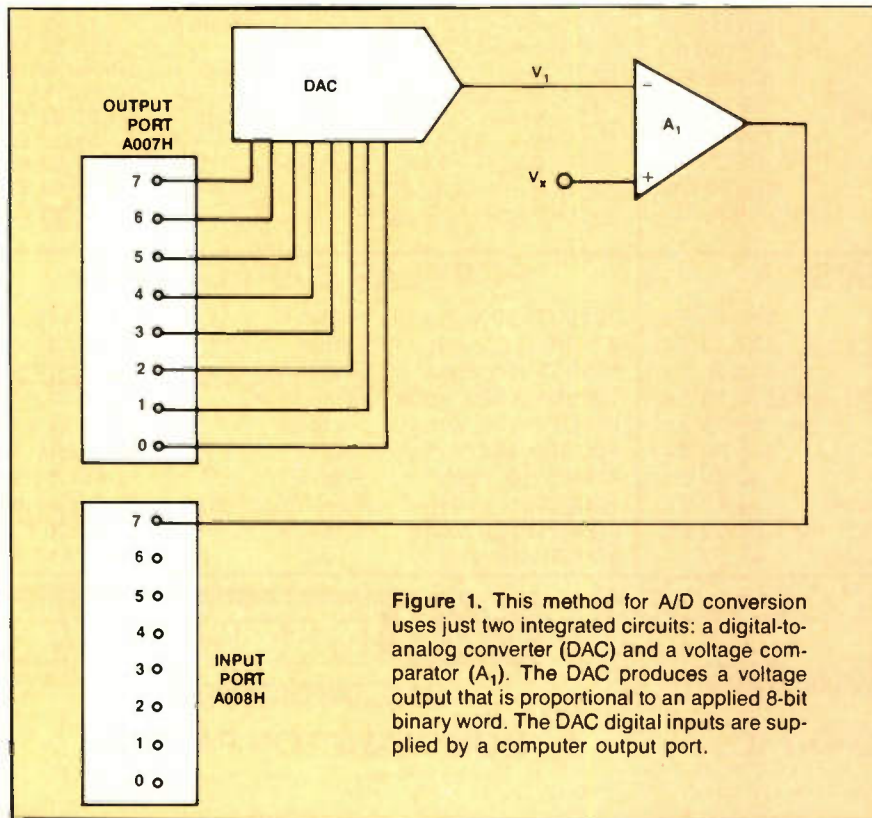 DAC
V₁
A₁
−
+
Vₓ
OUTPUT
PORT
A007H
7
6
5
4
3
2
1
0
7
6
5
4
3
2
1
0
INPUT
PORT
A008H
Figure 1. This method for A/D conversion
uses just two integrated circuits: a digital-to-
analog converter (DAC) and a voltage com-
parator (A₁). The DAC produces a voltage
output that is proportional to an applied 8-bit
binary word. The DAC digital inputs are sup-
plied by a computer output port.